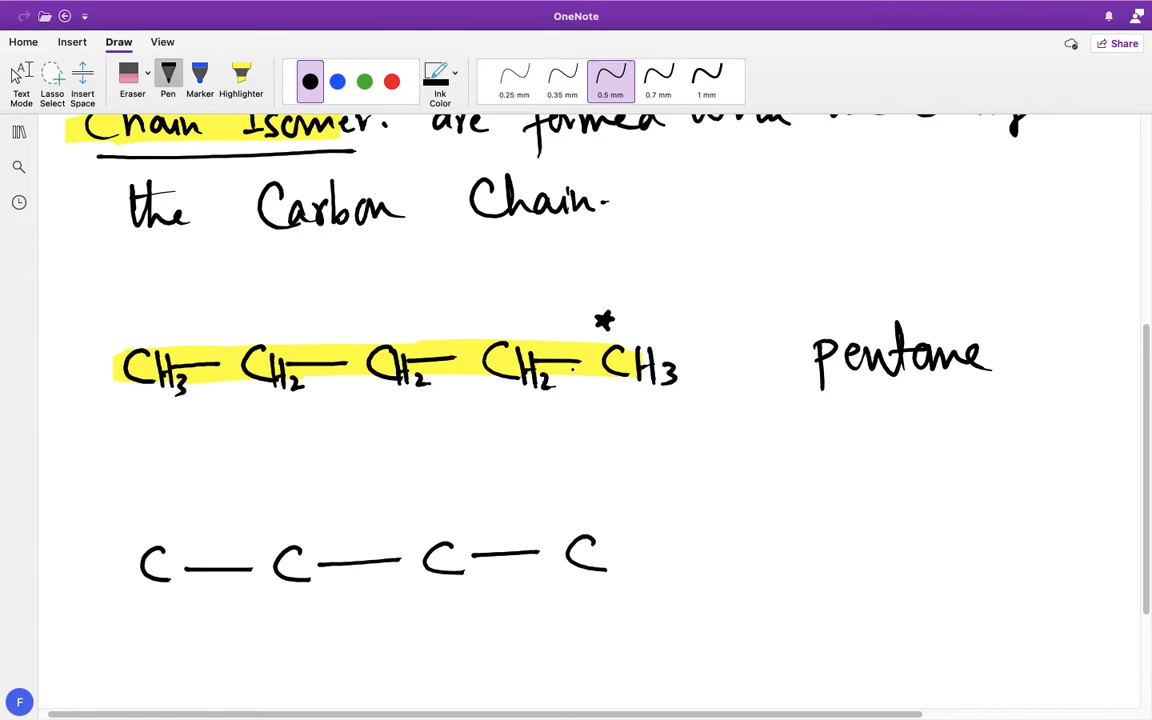 OneNote
Home Insert Draw View
Share
Text Mode
Lasso Select
Insert Space
Eraser Pen Marker Highlighter
Ink Color
0.25 mm 0.35 mm 0.5 mm 0.7 mm 1 mm
Chain Isomer. are formed
the Carbon Chain.
*
CH3 — CH2 — CH2 — CH2 — CH3 pentane
C — C — C — C
F